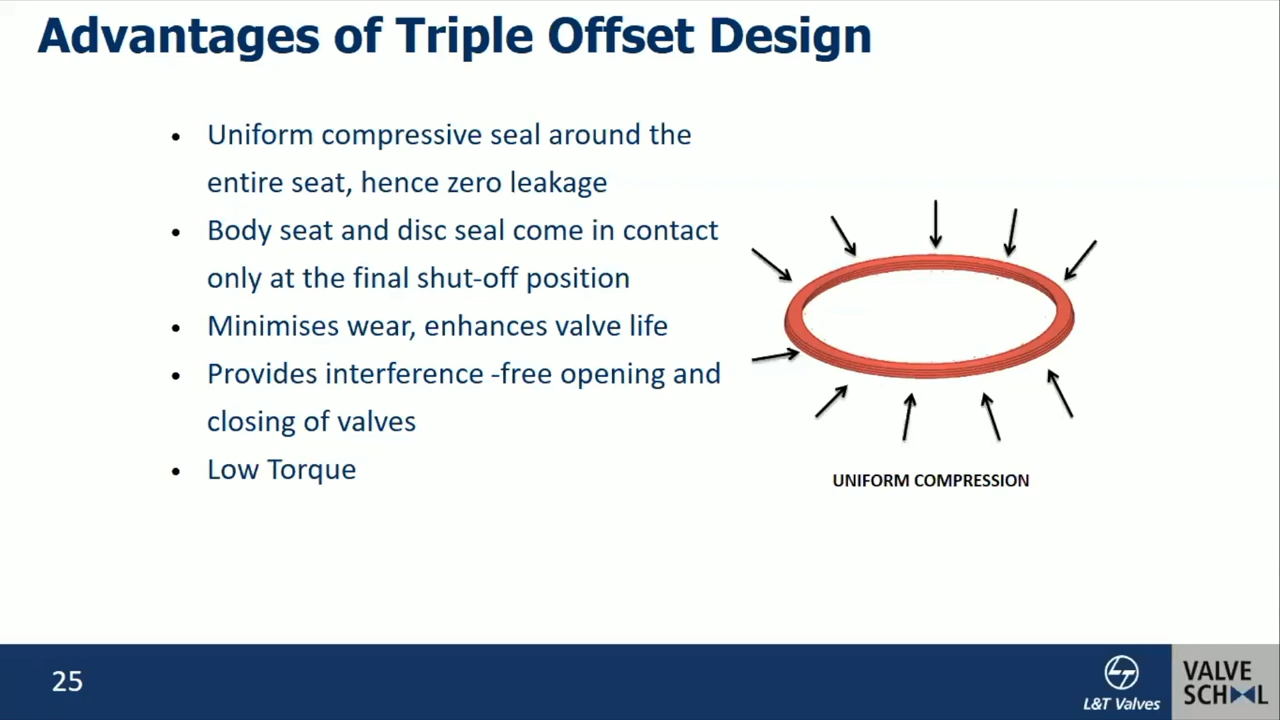 Advantages of Triple Offset Design
• Uniform compressive seal around the
entire seat, hence zero leakage
• Body seat and disc seal come in contact
only at the final shut-off position
• Minimises wear, enhances valve life
• Provides interference -free opening and
closing of valves
• Low Torque
UNIFORM COMPRESSION
25
L&T Valves
VALVE
SCHOOL